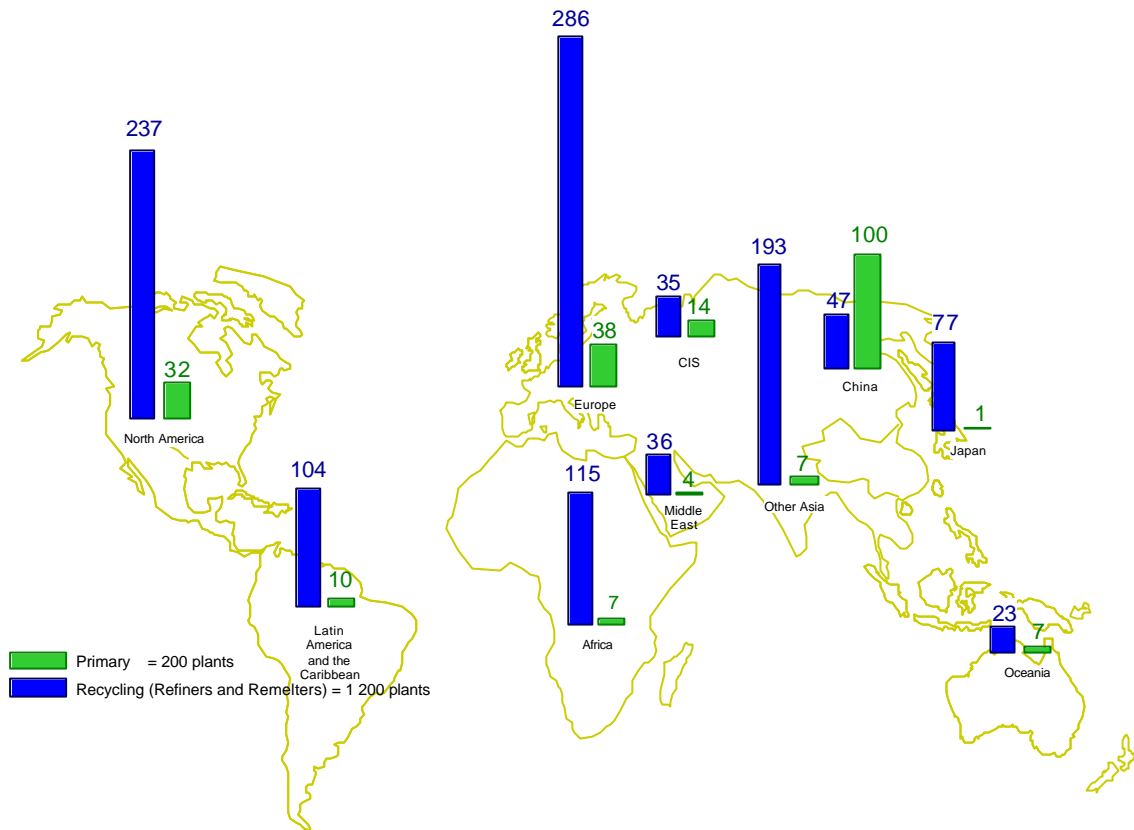 286
237
193
100
35
14
47
77
38
32
CIS
China
Europe
1
North America
Japan
36
104
115
7
4
Other Asia
Middle
East
10
7
23
7
Latin
America
and the
Caribbean
Africa
Oceania
Primary = 200 plants
Recycling (Refiners and Remelters) = 1 200 plants